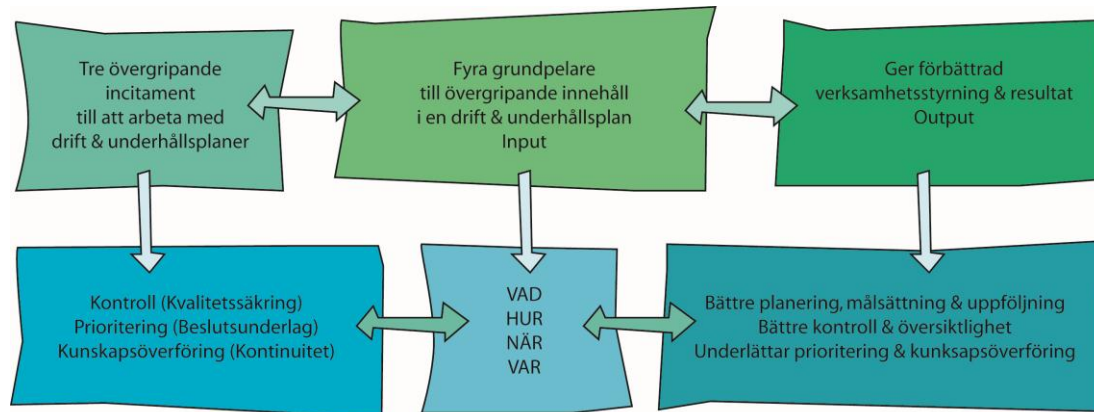 Tre övergripande
incitament
till att arbeta med
drift & underhållsplaner
Fyra grundpelare
till övergripande innehåll
i en drift & underhållsplan
Input
Ger förbättrad
verksamhetsstyrning & resultat
Output
Kontroll (Kvalitetssäkring)
Prioritering (Beslutsunderlag)
Kunskapsöverföring (Kontinuitet)
VAD
HUR
NÄR
VAR
Bättre planering, målsättning & uppföljning
Bättre kontroll & översiktlighet
Underlättar prioritering & kunksapsöverföring